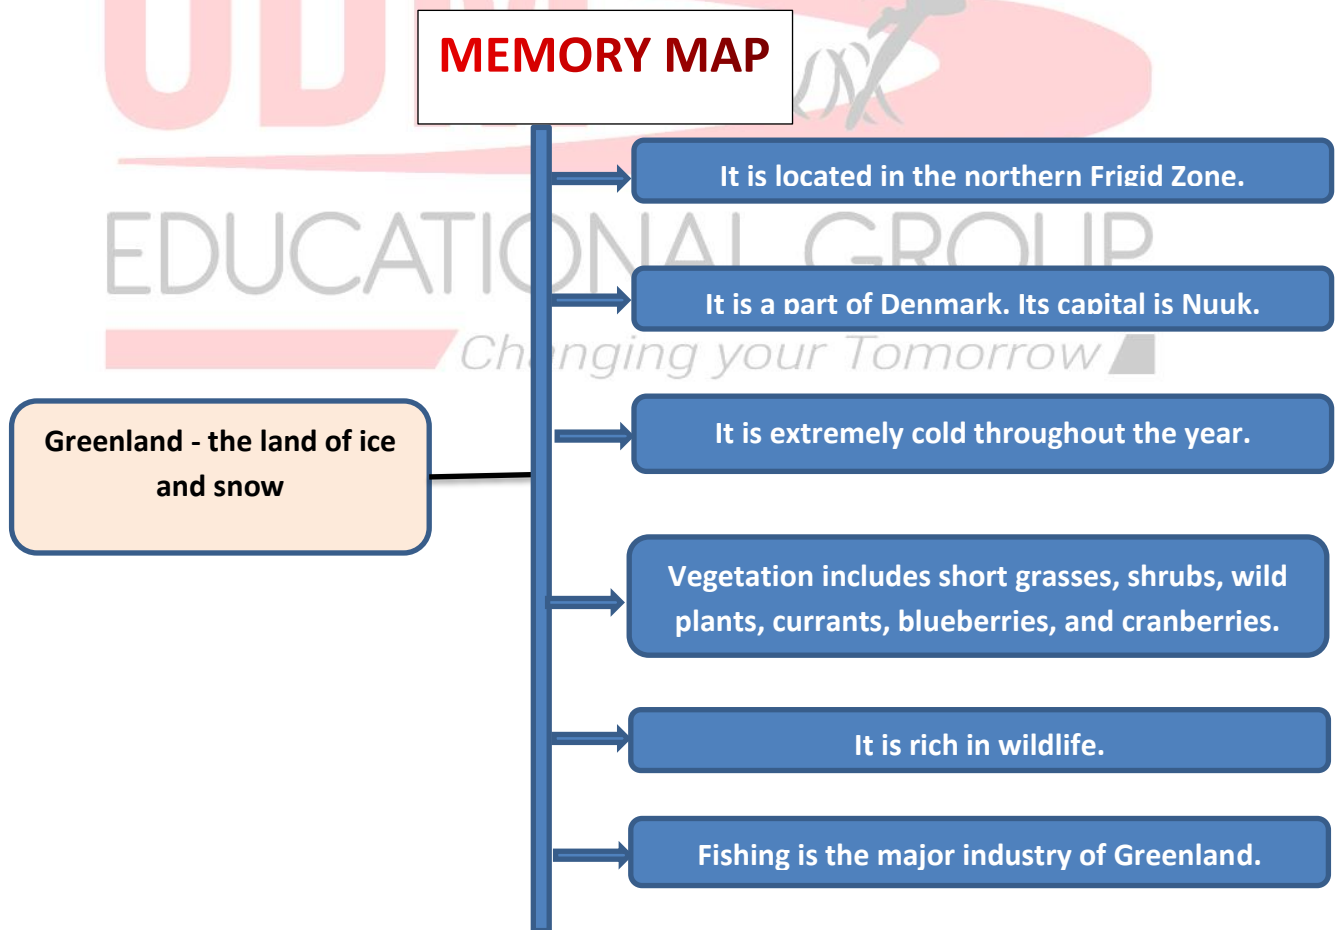 MEMORY MAP
It is located in the northern Frigid Zone.
EDUCATIONAL GROUP
It is a part of Denmark. Its capital is Nuuk.
Changing your Tomorrow
Greenland - the land of ice
and snow
It is extremely cold throughout the year.
Vegetation includes short grasses, shrubs, wild
plants, currants, blueberries, and cranberries.
It is rich in wildlife.
Fishing is the major industry of Greenland.